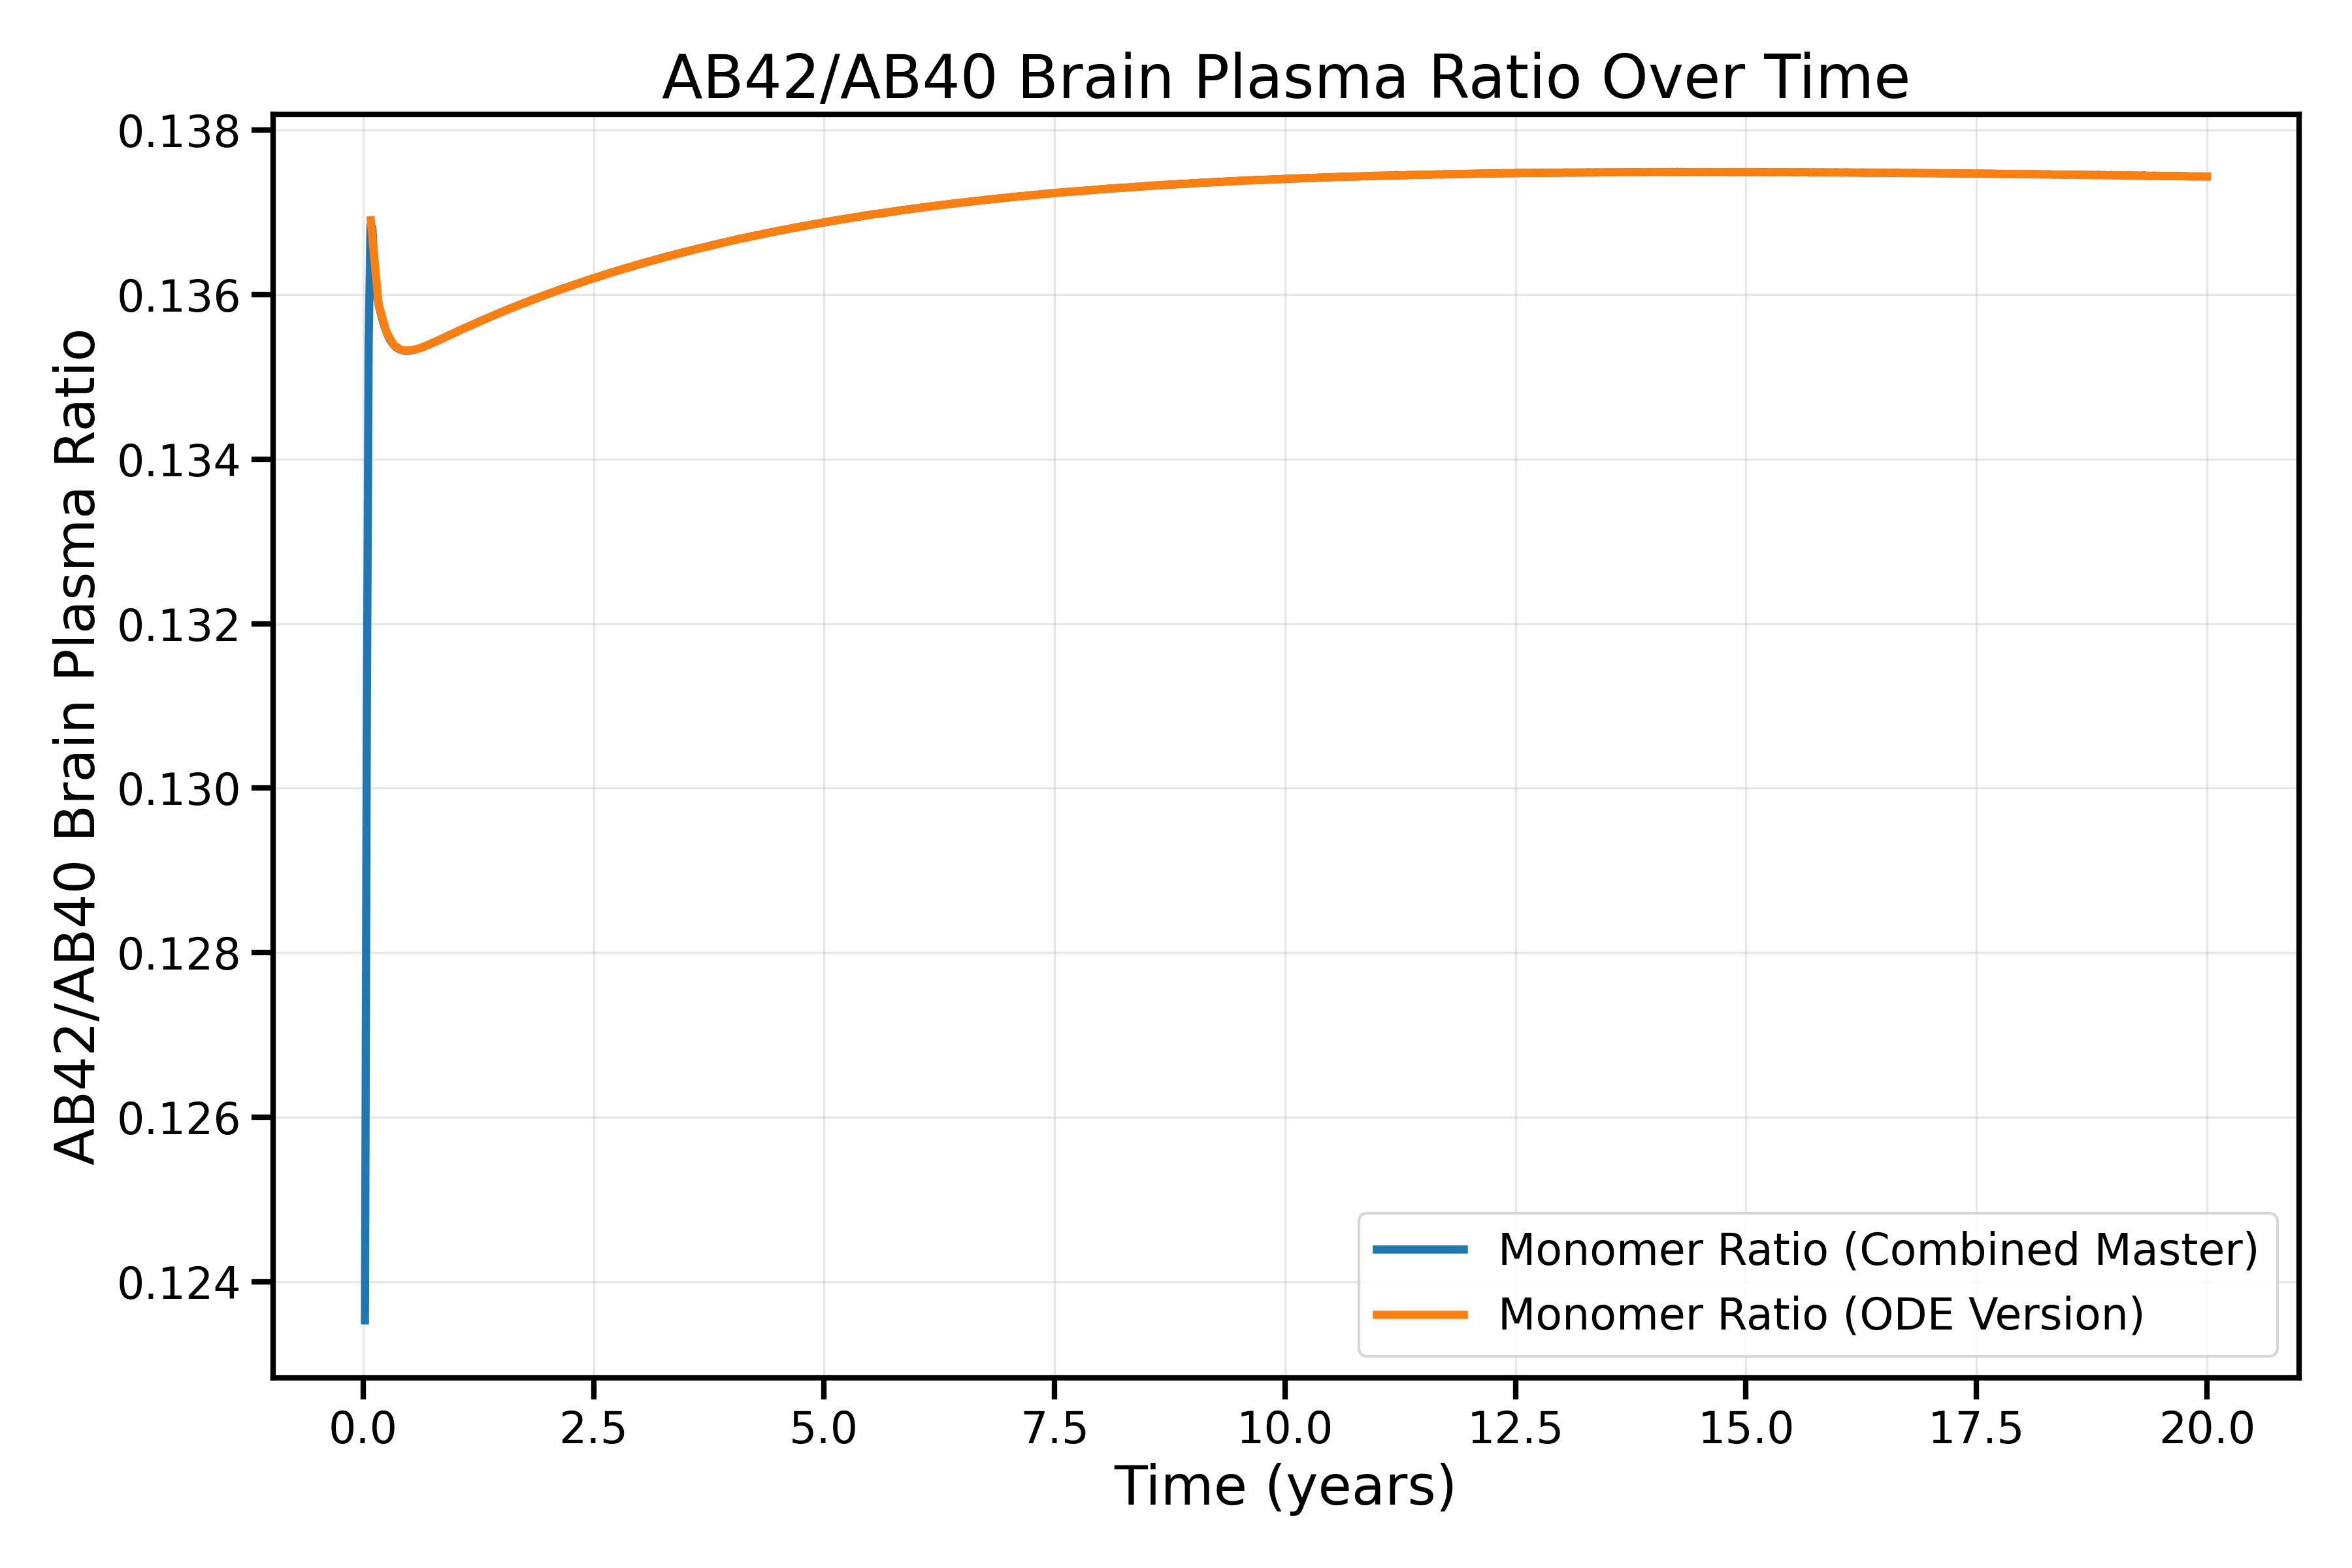 AB42/AB40 Brain Plasma Ratio Over Time
AB42/AB40 Brain Plasma Ratio
0.138
0.136
0.134
0.132
0.130
0.128
0.126
0.124
Monomer Ratio (Combined Master)
Monomer Ratio (ODE Version)
0.0 2.5 5.0 7.5 10.0 12.5 15.0 17.5 20.0
Time (years)